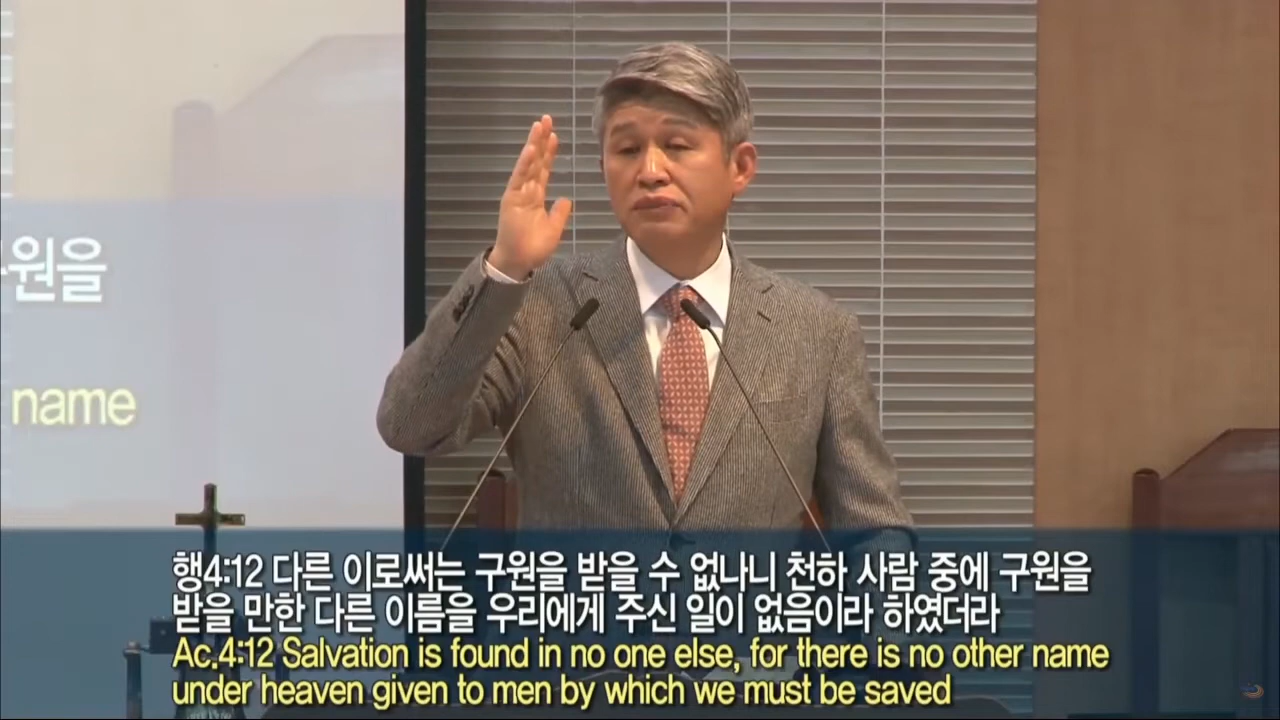 원을
name
행4:12 다른 이로써는 구원을 받을 수 없나니 천하 사람 중에 구원을
받을 만한 다른 이름을 우리에게 주신 일이 없음이라 하였더라
Ac.4:12 Salvation is found in no one else, for there is no other name
under heaven given to men by which we must be saved